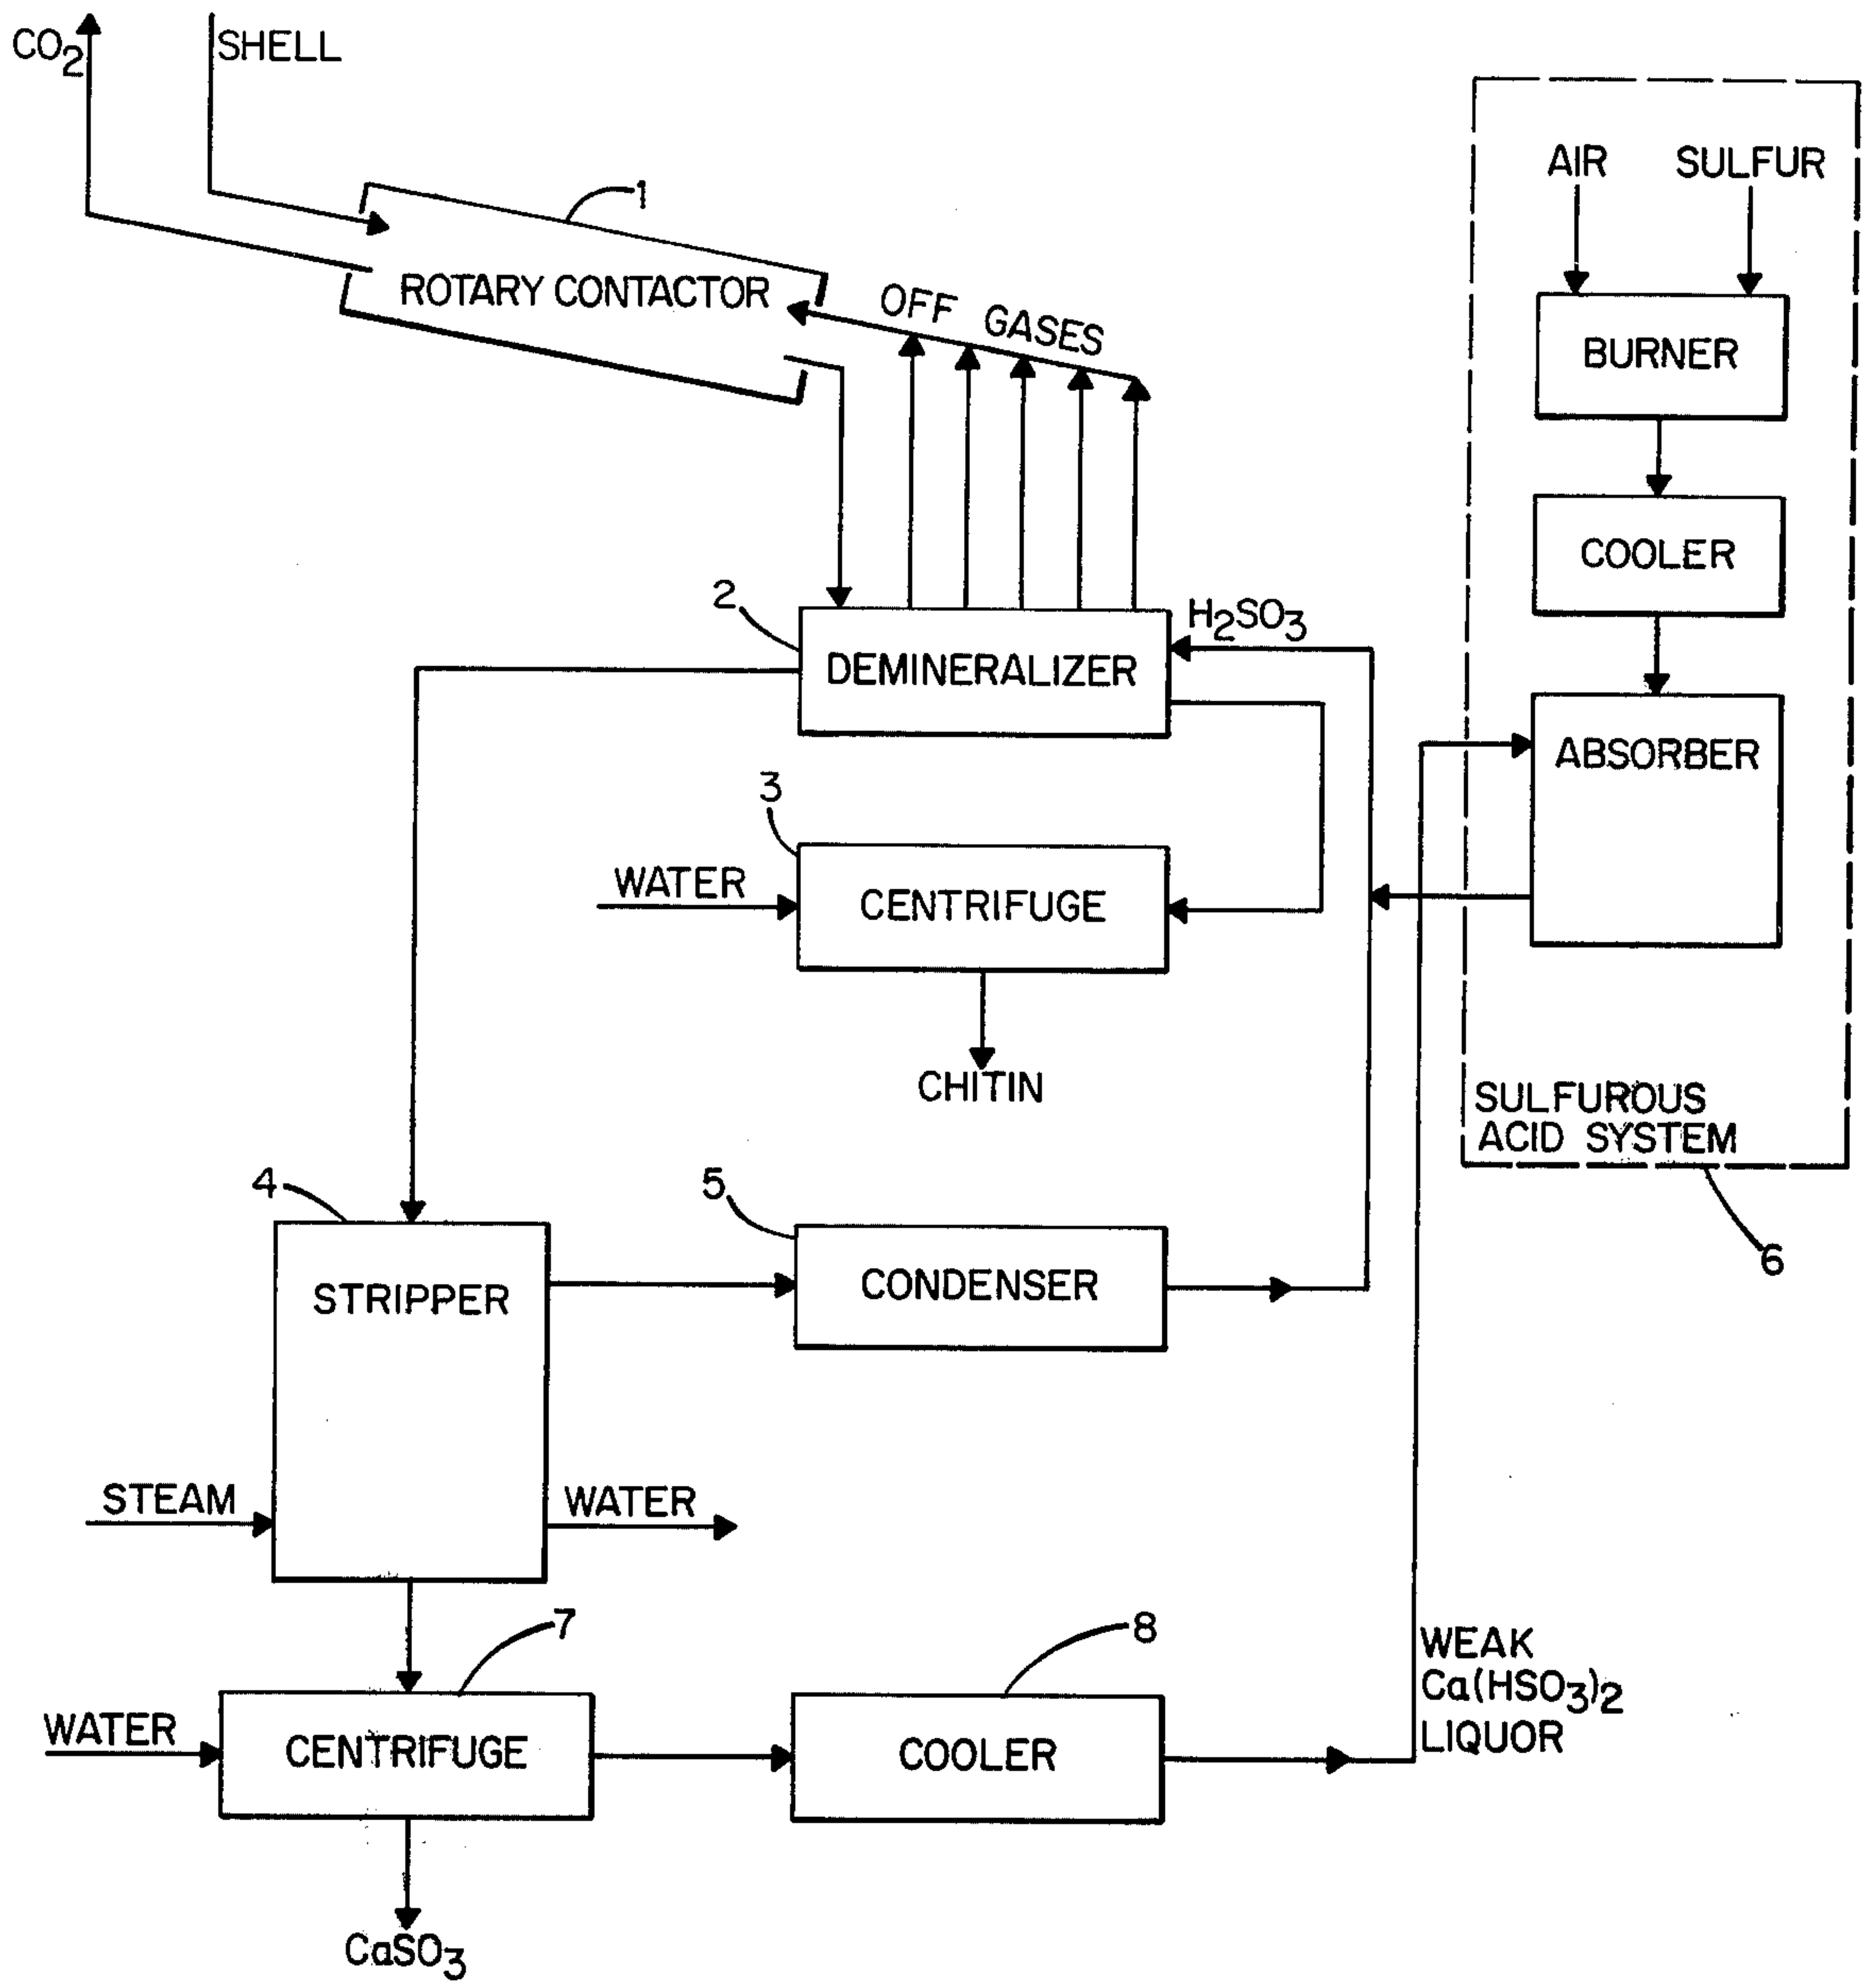 CO2
SHELL
1
ROTARY CONTACTOR
OFF GASES
AIR
SULFUR
BURNER
COOLER
2
H2SO3
DEMINERALIZER
ABSORBER
3
WATER
CENTRIFUGE
CHITIN
SULFUROUS
ACID SYSTEM
4
5
6
STRIPPER
CONDENSER
STEAM
WATER
7
8
WEAK
Ca(HSO3)2
LIQUOR
WATER
CENTRIFUGE
COOLER
CaSO3